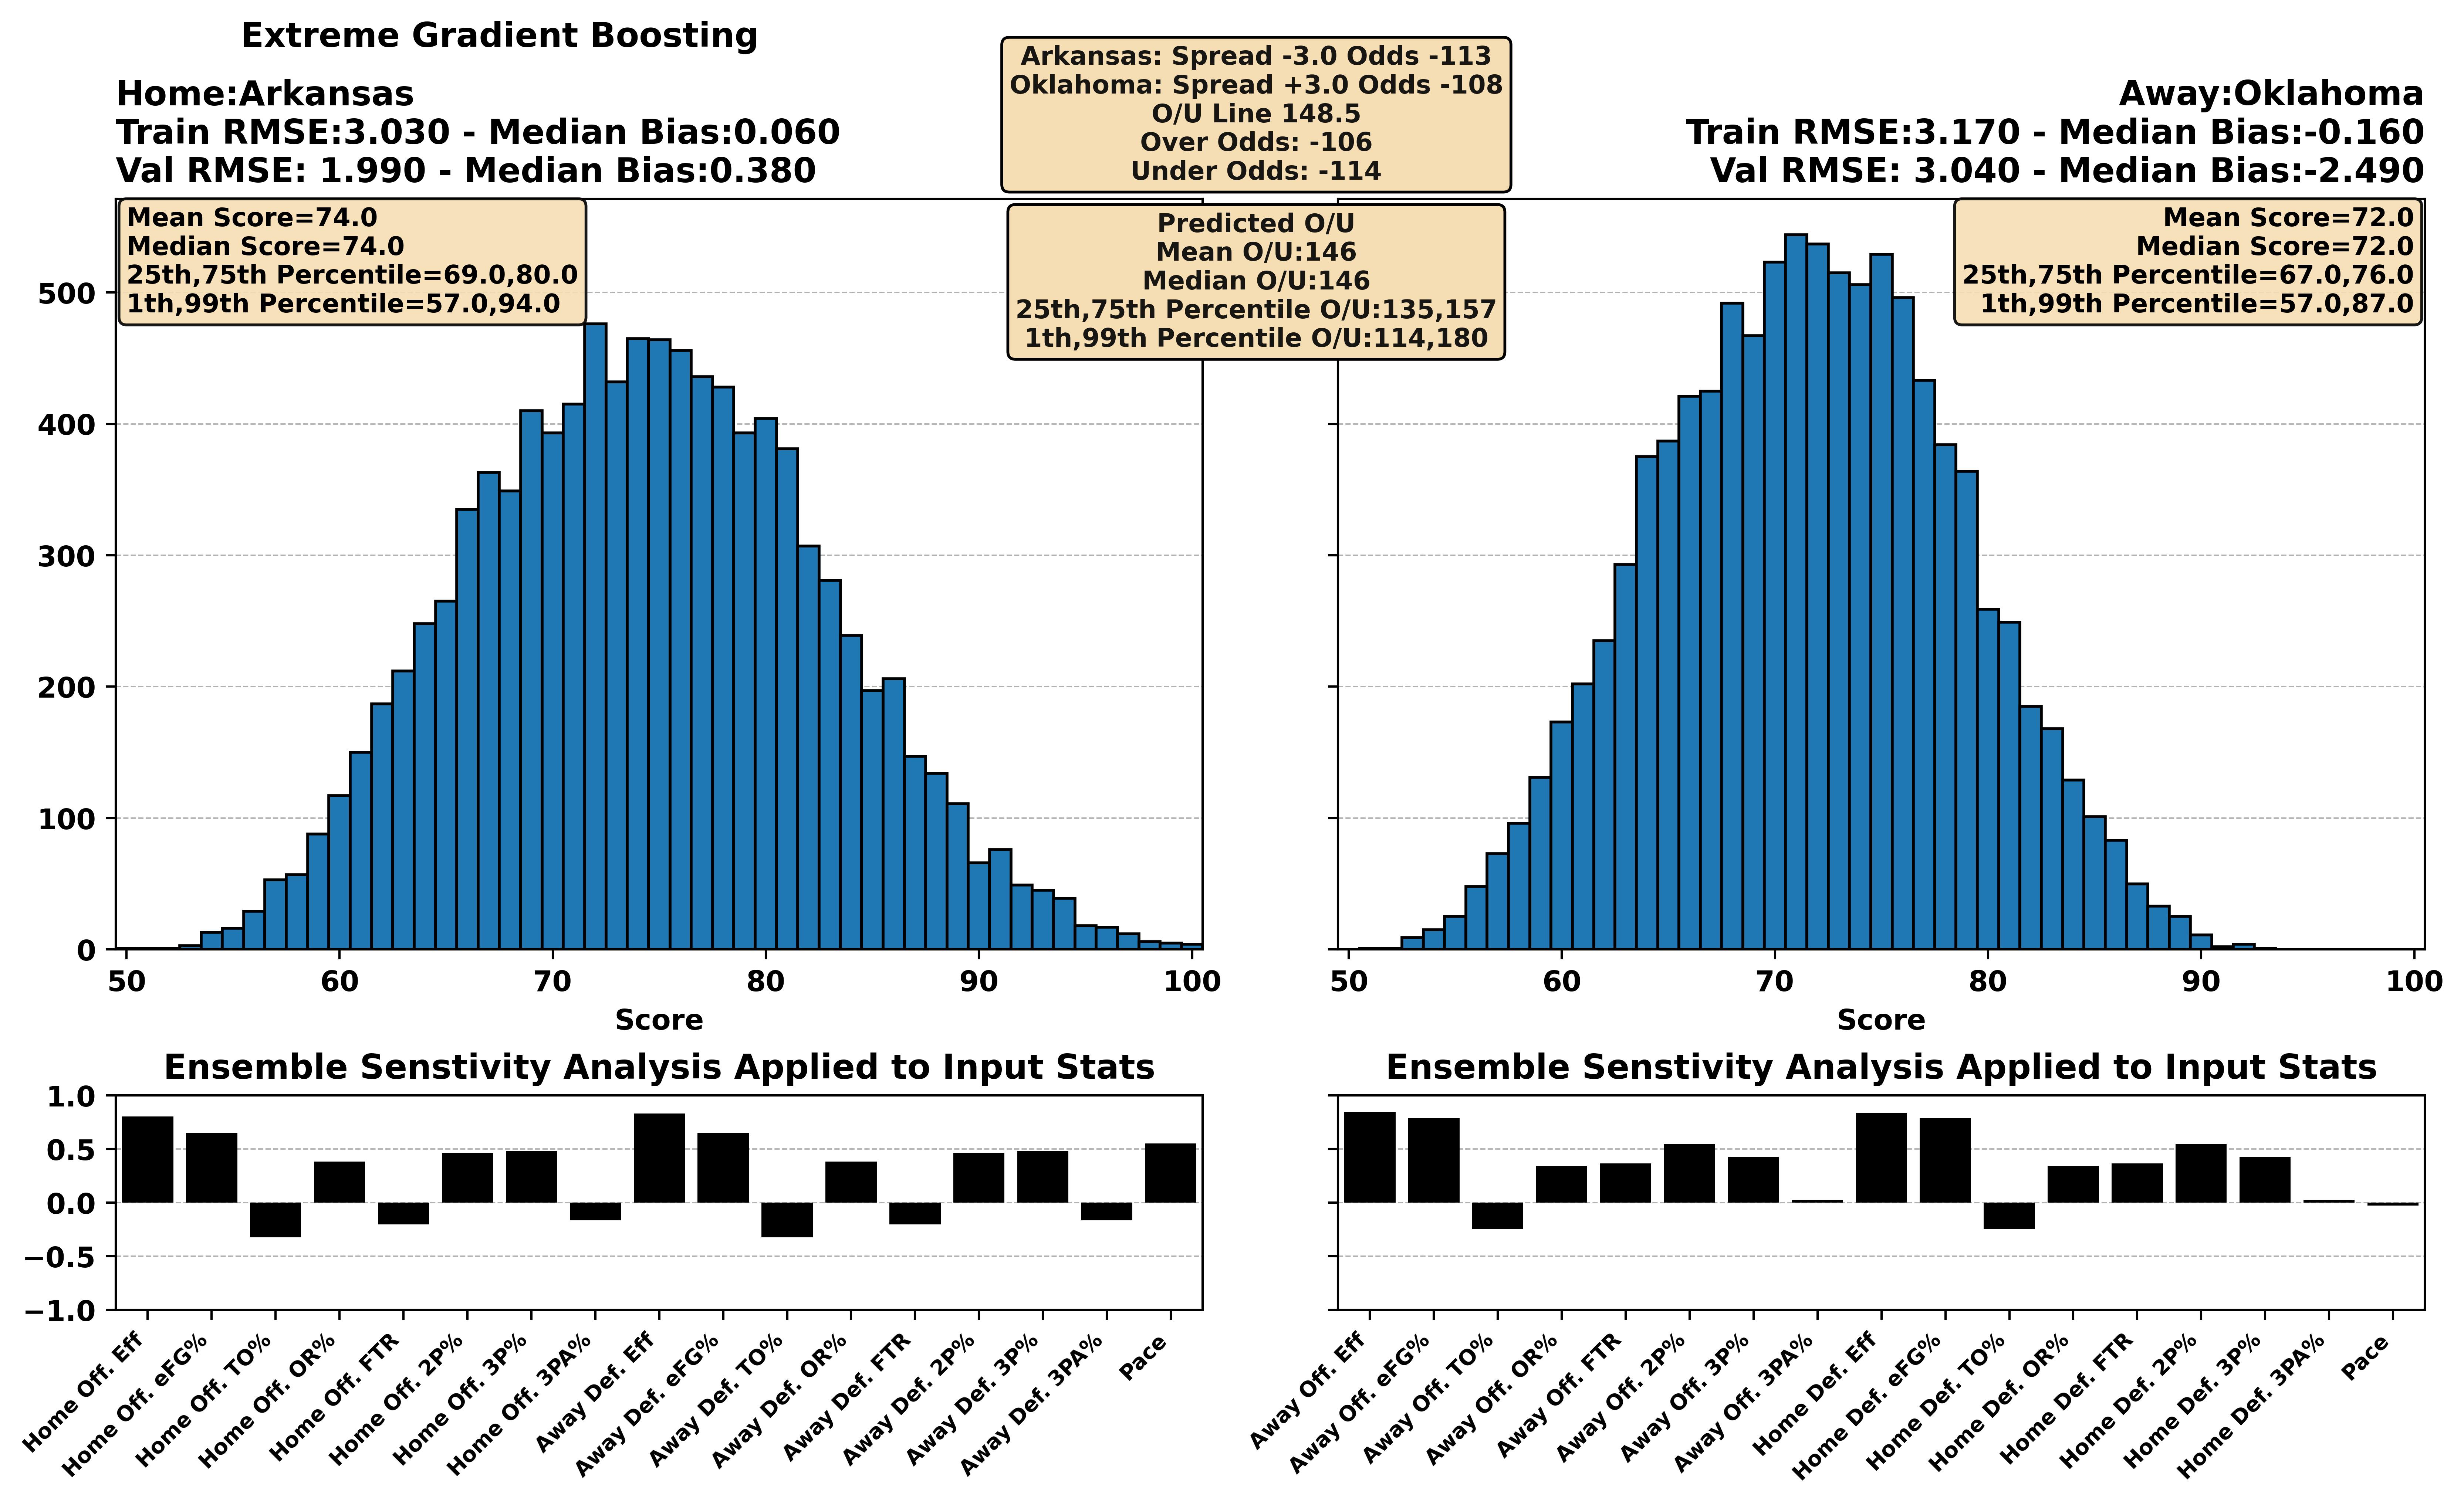 Extreme Gradient Boosting
Home:Arkansas
Train RMSE:3.030 - Median Bias:0.060
Val RMSE: 1.990 - Median Bias:0.380
Arkansas: Spread -3.0 Odds -113
Oklahoma: Spread +3.0 Odds -108
O/U Line 148.5
Over Odds: -106
Under Odds: -114
Away:Oklahoma
Train RMSE:3.170 - Median Bias:-0.160
Val RMSE: 3.040 - Median Bias:-2.490
Mean Score=74.0
Median Score=74.0
25th,75th Percentile=69.0,80.0
1th,99th Percentile=57.0,94.0
Predicted O/U
Mean O/U:146
Median O/U:146
25th,75th Percentile O/U:135,157
1th,99th Percentile O/U:114,180
Mean Score=72.0
Median Score=72.0
25th,75th Percentile=67.0,76.0
1th,99th Percentile=57.0,87.0
500
400
300
200
100
0
50 60 70 80 90 100
Score
50 60 70 80 90 100
Score
Ensemble Senstivity Analysis Applied to Input Stats
1.0
0.5
0.0
−0.5
−1.0
Home Off. Eff
Home Off. eFG%
Home Off. TO%
Home Off. OR%
Home Off. FTR
Home Off. 2P%
Home Off. 3P%
Home Off. 3PA%
Away Def. Eff
Away Def. eFG%
Away Def. TO%
Away Def. OR%
Away Def. FTR
Away Def. 2P%
Away Def. 3P%
Away Def. 3PA%
Pace
Ensemble Senstivity Analysis Applied to Input Stats
Away Off. Eff
Away Off. eFG%
Away Off. TO%
Away Off. OR%
Away Off. FTR
Away Off. 2P%
Away Off. 3P%
Away Off. 3PA%
Home Def. Eff
Home Def. eFG%
Home Def. TO%
Home Def. OR%
Home Def. FTR
Home Def. 2P%
Home Def. 3P%
Home Def. 3PA%
Pace